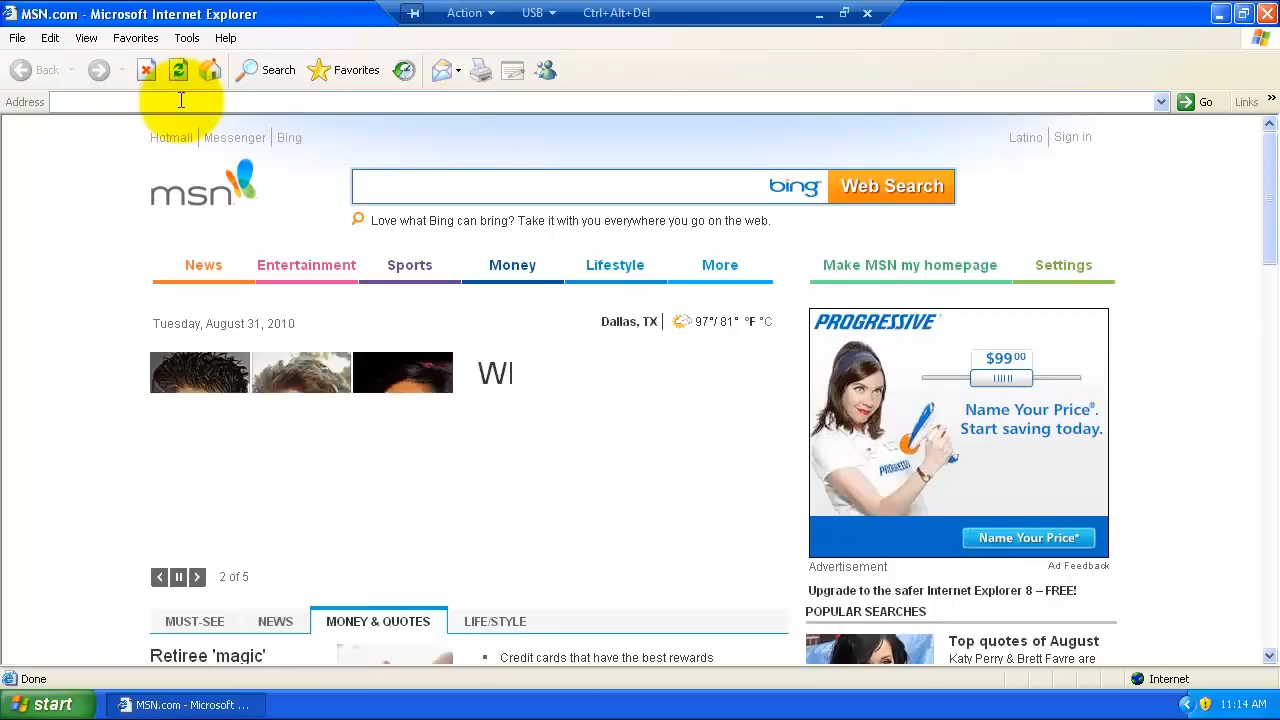 MSN.com - Microsoft Internet Explorer
Action USB Ctrl+Alt+Del
File Edit View Favorites Tools Help
Back Search Favorites
Address Go Links »
Hotmail Messenger Bing Latino Sign in
msn bing Web Search
Love what Bing can bring? Take it with you everywhere you go on the web.
News Entertainment Sports Money Lifestyle More Make MSN my homepage Settings
Tuesday, August 31, 2010 Dallas, TX 97°/ 81° °F °C
PROGRESSIVE
$99.00
Name Your Price®.
Start saving today.
PROGRESSIVE
Name Your Price®
Advertisement Ad Feedback
2 of 5
Upgrade to the safer Internet Explorer 8 – FREE!
POPULAR SEARCHES
MUST-SEE NEWS MONEY & QUOTES LIFE/STYLE
Retiree 'magic' Credit cards that have the best rewards
Top quotes of August
Katy Perry & Brett Favre are
Done Internet
start MSN.com - Microsoft ... 11:14 AM